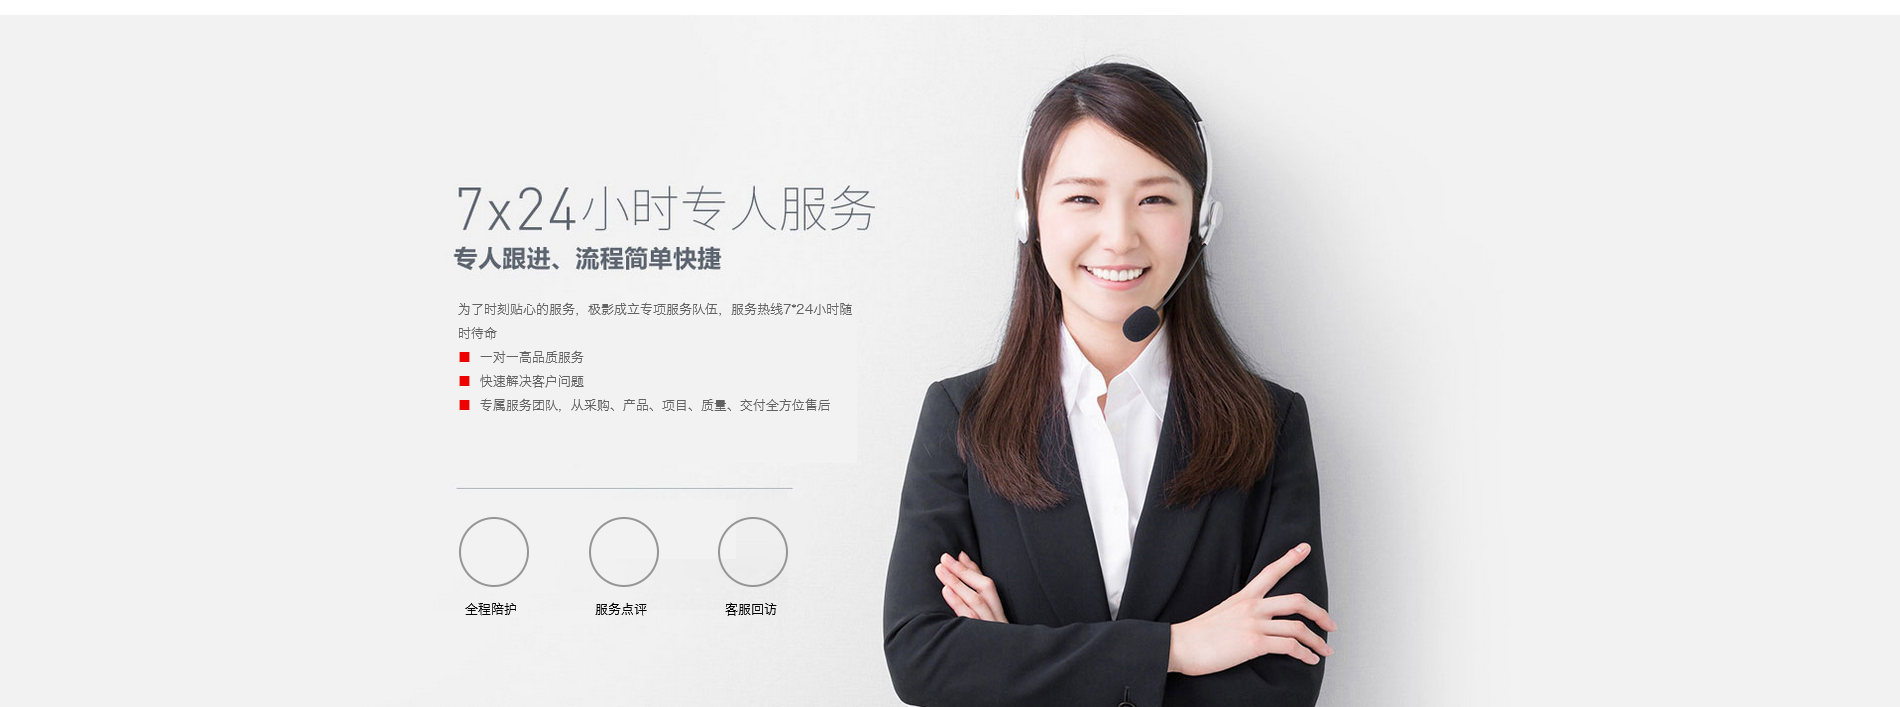 7x24小时专人服务
专人跟进、流程简单快捷
为了时刻贴心的服务，极影成立专项服务队伍，服务热线7*24小时随
时待命
一对一高品质服务
快速解决客户问题
专属服务团队，从采购、产品、项目、质量、交付全方位售后
全程陪护
服务点评
客服回访